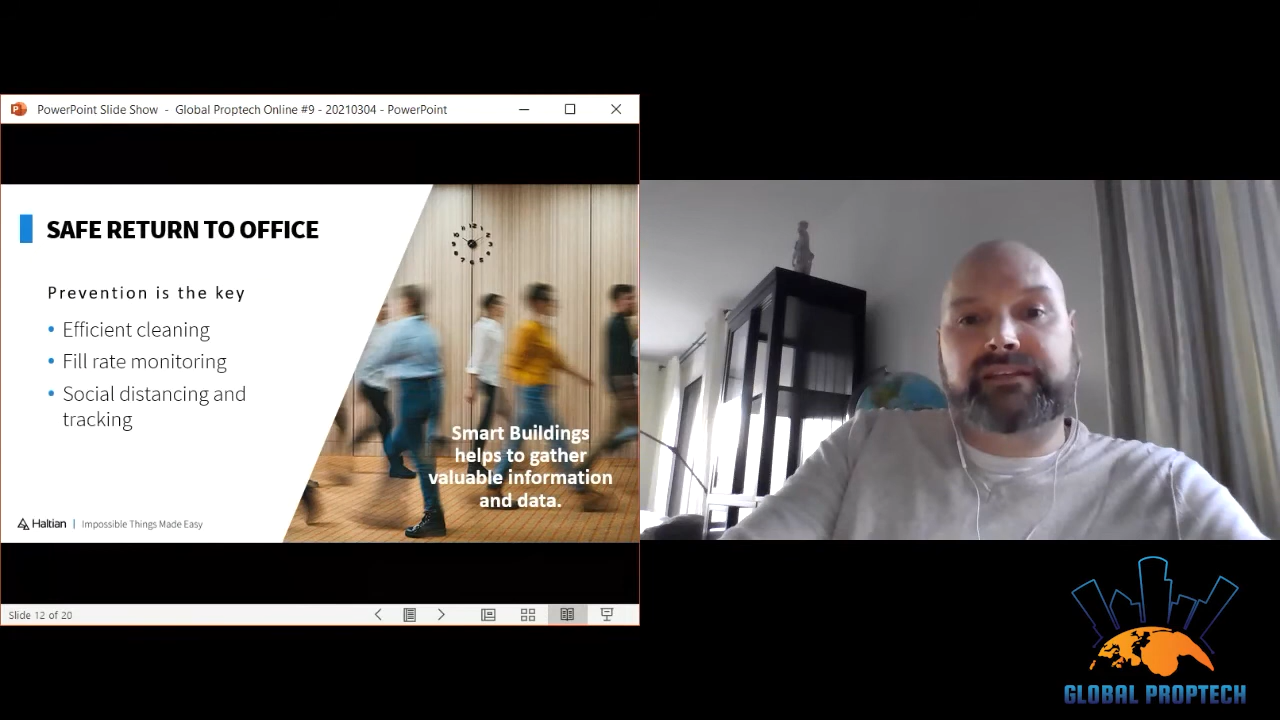 PowerPoint Slide Show - Global Proptech Online #9 - 20210304 - PowerPoint
SAFE RETURN TO OFFICE
Prevention is the key
• Efficient cleaning
• Fill rate monitoring
• Social distancing and
tracking
Smart Buildings
helps to gather
valuable information
and data.
Haltian | Impossible Things Made Easy
Slide 12 of 20
GLOBAL PROPTECH